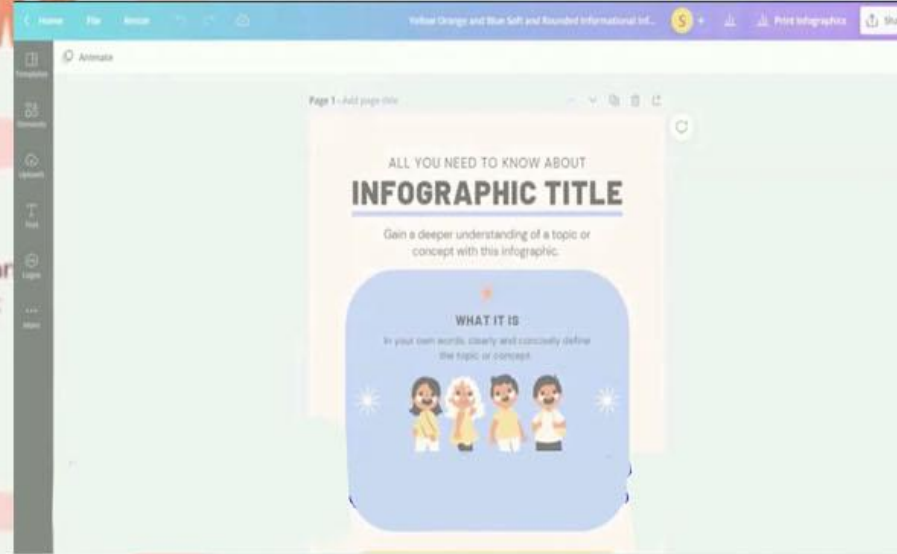 Home File Resize Yellow Orange and Blue Soft and Rounded Informational Inf... S + Print Infographics Sha
Animate
Templates
Elements
Uploads
Text
Logos
More
Page 1 - Add page title
ALL YOU NEED TO KNOW ABOUT
INFOGRAPHIC TITLE
Gain a deeper understanding of a topic or
concept with this infographic.
WHAT IT IS
In your own words, clearly and concisely define
the topic or concept.